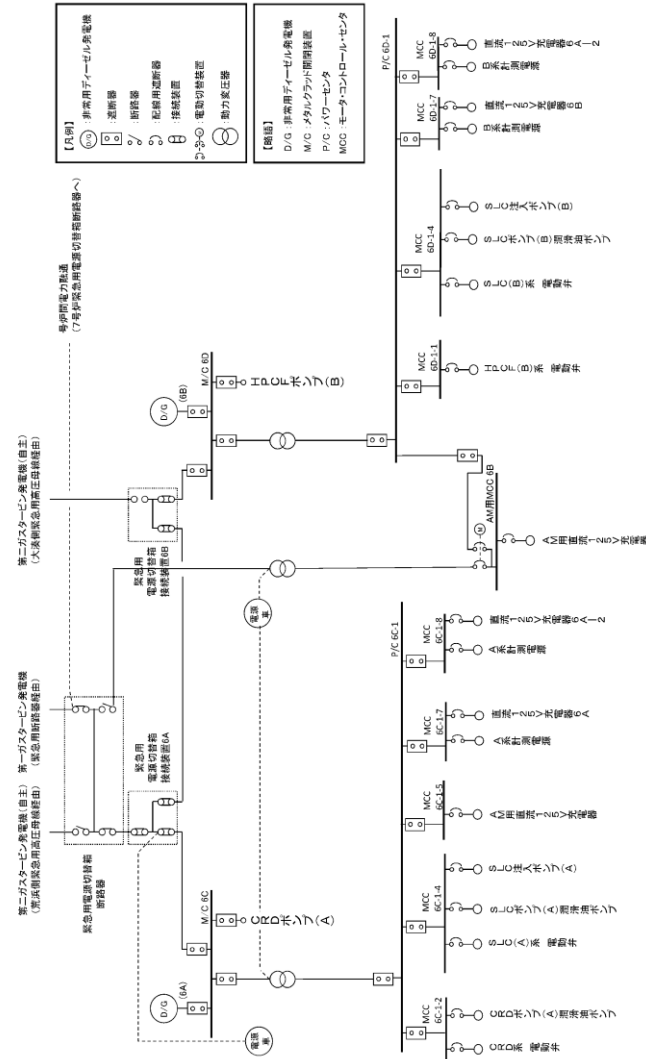 【凡例】
D/G
:非常用ディーゼル発電機
:遮断器
:断路器
:配線用遮断器
:接続装置
:電動切替装置
:動力変圧器
【略語】
D/G :非常用ディーゼル発電機
M/C :メタルクラッド開閉装置
P/C :パワーセンタ
MCC :モータ・コントロール・センタ
号炉間電力融通
(7号炉緊急用電源切替箱断路器へ)
第二ガスタービン発電機(自主)
(大湊側緊急用高圧母線経由)
第一ガスタービン発電機
(緊急用断路器経由)
第二ガスタービン発電機(自主)
(荒浜側緊急用高圧母線経由)
緊急用電源切替箱
断路器
緊急用
電源切替箱
接続装置6A
緊急用
電源切替箱
接続装置6B
D/G
(6A)
M/C 6C
CRDポンプ(A)
電源
車
D/G
(6B)
M/C 6D
HPCFポンプ(B)
電源
車
P/C 6C-1
MCC
6C-1-2
CRD系 電動弁
CRDポンプ(A)潤滑油ポンプ
MCC
6C-1-4
SLC(A)系 電動弁
SLCポンプ(A)潤滑油ポンプ
SLC注入ポンプ(A)
MCC
6C-1-5
AM用直流125V充電器
MCC
6C-1-7
A系計測電源
直流125V充電器6A
MCC
6C-1-8
A系計測電源
直流125V充電器6A-2
AM用MCC 6B
M
AM用直流125V充電器
P/C 6D-1
MCC
6D-1-1
HPCF(B)系 電動弁
MCC
6D-1-4
SLC(B)系 電動弁
SLCポンプ(B)潤滑油ポンプ
SLC注入ポンプ(B)
MCC
6D-1-7
B系計測電源
直流125V充電器6B
MCC
6D-1-8
B系計測電源
直流125V充電器6A-2